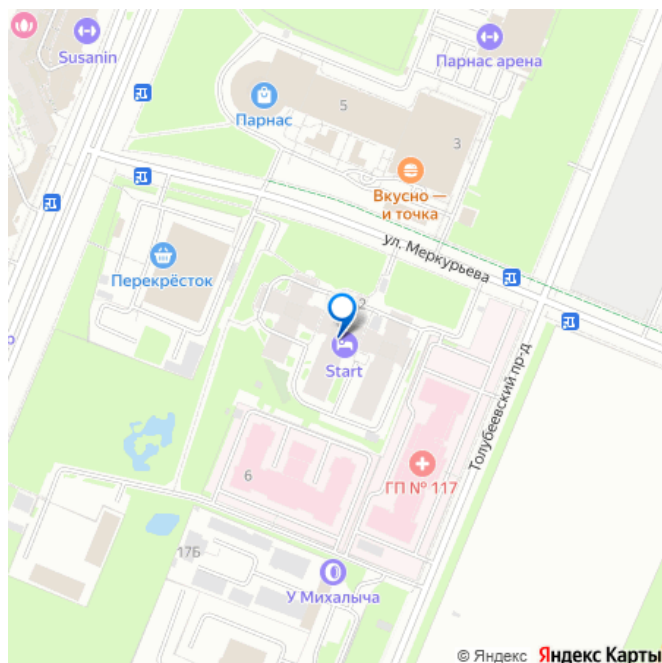 Susanin
Парнас арена
Парнас
5
3
Вкусно —
и точка
ул. Меркурьева
Перекрёсток
2
Start
Толубеевский пр-д
ГП № 117
6
17Б
У Михалыча
© Яндекс Яндекс Карты